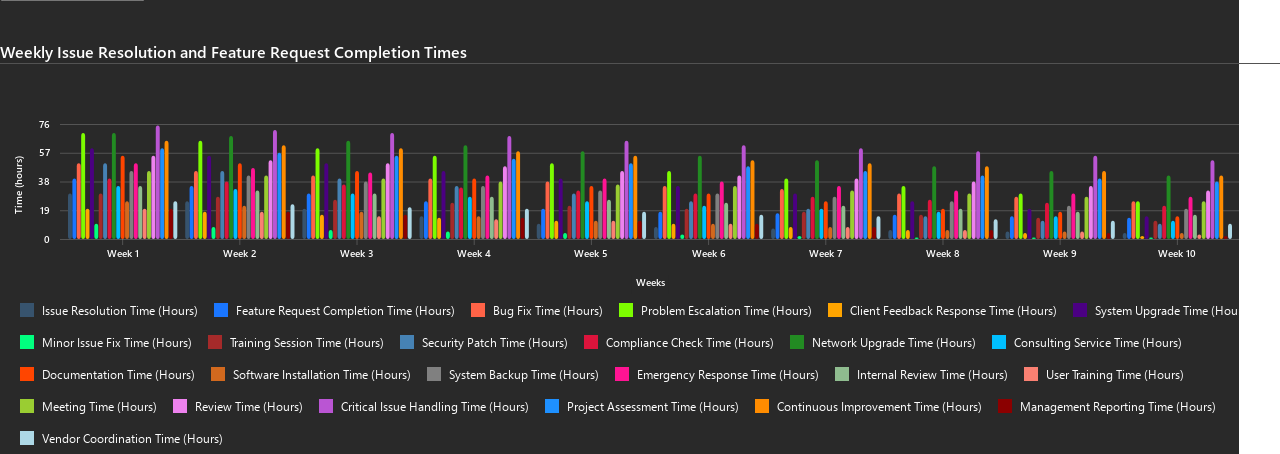 Weekly Issue Resolution and Feature Request Completion Times
Time (hours)
76
57
38
19
0
Week 1 Week 2 Week 3 Week 4 Week 5 Week 6 Week 7 Week 8 Week 9 Week 10
Weeks
Issue Resolution Time (Hours) Feature Request Completion Time (Hours) Bug Fix Time (Hours) Problem Escalation Time (Hours) Client Feedback Response Time (Hours) System Upgrade Time (Hou
Minor Issue Fix Time (Hours) Training Session Time (Hours) Security Patch Time (Hours) Compliance Check Time (Hours) Network Upgrade Time (Hours) Consulting Service Time (Hours)
Documentation Time (Hours) Software Installation Time (Hours) System Backup Time (Hours) Emergency Response Time (Hours) Internal Review Time (Hours) User Training Time (Hours)
Meeting Time (Hours) Review Time (Hours) Critical Issue Handling Time (Hours) Project Assessment Time (Hours) Continuous Improvement Time (Hours) Management Reporting Time (Hours)
Vendor Coordination Time (Hours)